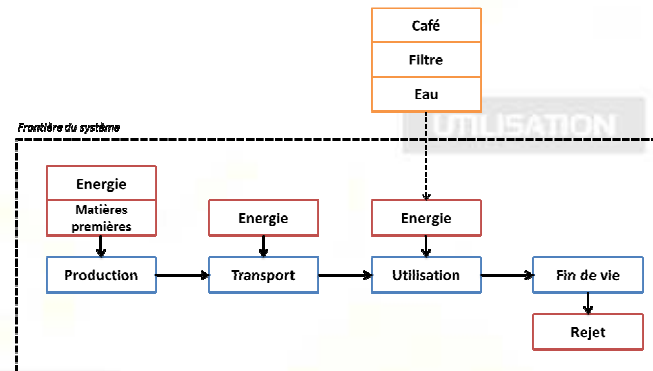 Café
Filtre
Eau
UTILISATION
Frontière du système
Energie
Matières
premières
Energie
Energie
Production
Transport
Utilisation
Fin de vie
Rejet